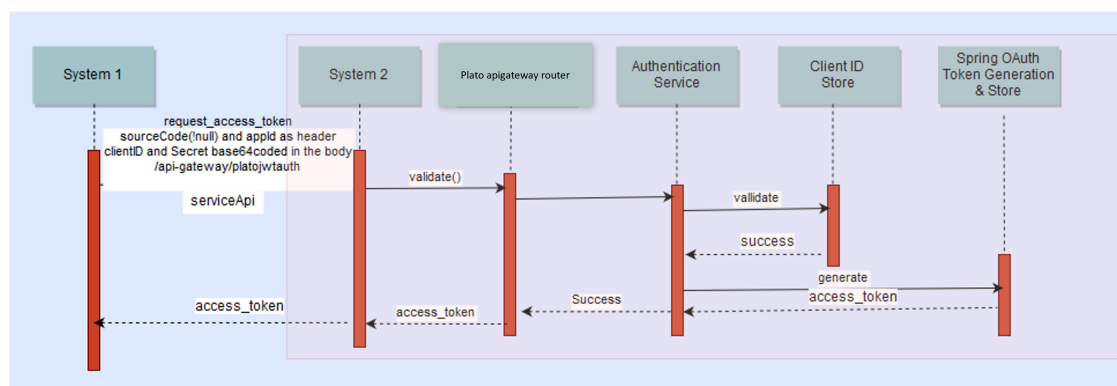 System 1
System 2
Plato apigateway router
Authentication
Service
Client ID
Store
Spring OAuth
Token Generation
& Store
request_access_token
sourceCode(!null) and appId as header
clientID and Secret base64coded in the body
/api-gateway/platojwtauth
serviceApi
validate()
vallidate
success
generate
access_token
Success
access_token
access_token